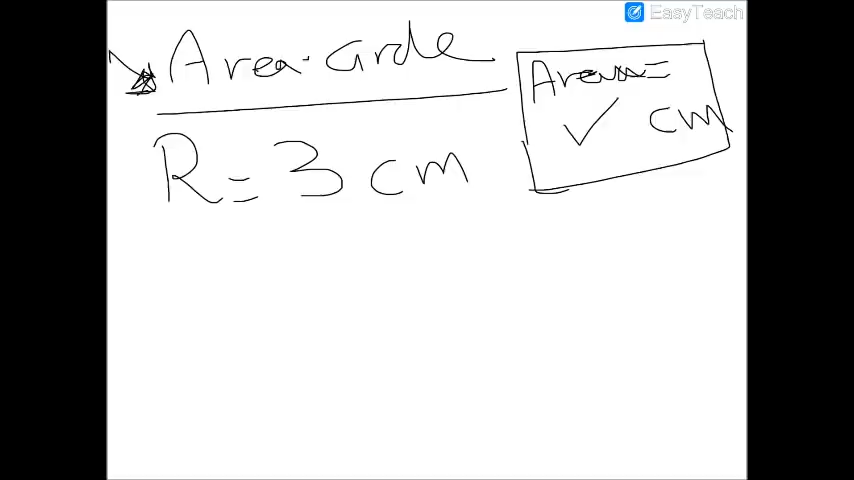 EasyTeach
Area. Circle
Area =
✓ cm
R = 3 cm